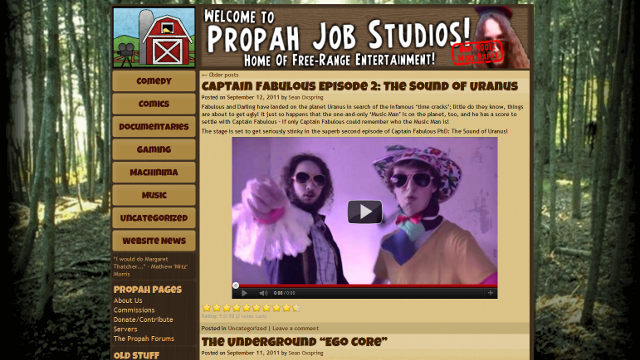 Welcome to
Propah Job Studios!
Home Of Free-Range Entertainment!
Comedy
Comics
Documentaries
Gaming
Machinima
Music
Uncategorized
Website News
"I would do Margaret
Thatcher..." - Mathew 'Nitz'
Morris
Propah Pages
About Us
Commissions
Donate/Contribute
Servers
The Propah Forums
Old Stuff
← Older posts
Captain Fabulous Episode 2: The Sound of Uranus
Posted on September 12, 2011 by Sean Oxspring
Fabulous and Darling have landed on the planet Uranus in search of the infamous 'time cracks'; little do they know, things
are about to get ugly! It just so happens that the one-and-only 'Music Man' is on the planet, too, and he has a score to
settle with Captain Fabulous - if only Captain Fabulous could remember who the Music Man is!
The stage is set to get seriously stinky in the superb second episode of Captain Fabulous PhD: The Sound of Uranus!
0:00 / 0:00
Posted in Uncategorized | Leave a comment
The Underground "Ego Core"
Posted on September 11, 2011 by Sean Oxspring